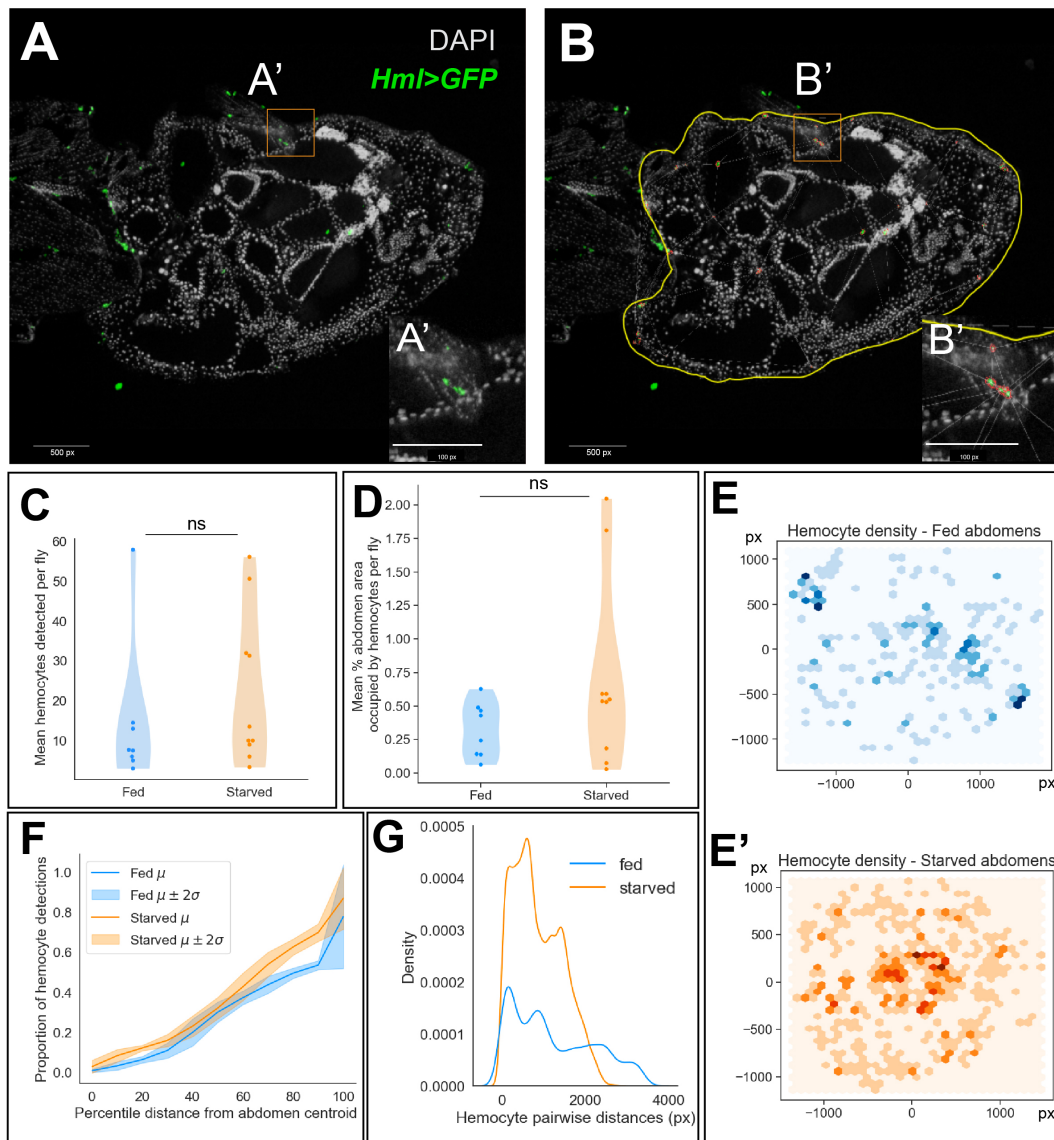 A
DAPI
Hml>GFP
A’
A’
500 px
100 px
B
B’
B’
500 px
100 px
C
ns
Mean hemocytes detected per fly
60
50
40
30
20
10
Fed
Starved
D
ns
Mean % abdomen area
occupied by hemocytes per fly
2.00
1.75
1.50
1.25
1.00
0.75
0.50
0.25
0.00
Fed
Starved
E
Hemocyte density - Fed abdomens
px
1000
500
0
−500
−1000
−1000
0
1000
px
E’
Hemocyte density - Starved abdomens
px
1000
500
0
−500
−1000
−1000
0
1000
px
F
Proportion of hemocyte detections
1.0
0.8
0.6
0.4
0.2
0.0
Fed μ
Fed μ ± 2σ
Starved μ
Starved μ ± 2σ
0
20
40
60
80
100
Percentile distance from abdomen centroid
G
Density
0.0005
0.0004
0.0003
0.0002
0.0001
0.0000
fed
starved
0
2000
4000
Hemocyte pairwise distances (px)